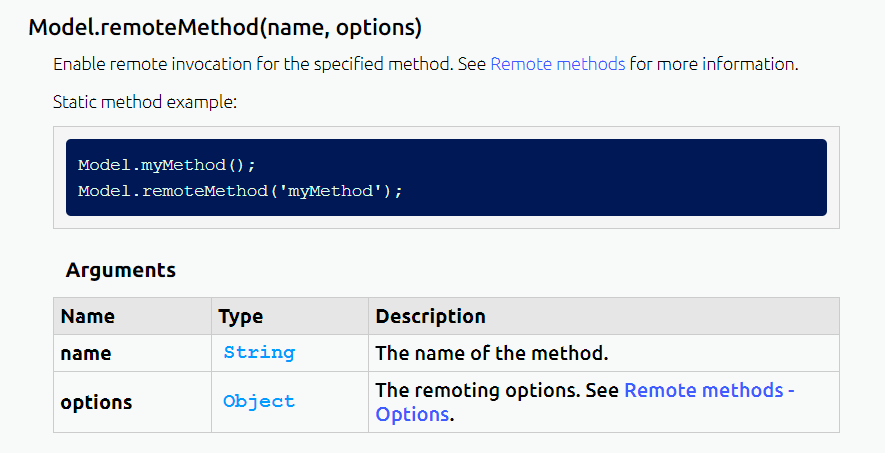 Model.remoteMethod(name, options)
Enable remote invocation for the specified method. See Remote methods for more information.
Static method example:
Model.myMethod();
Model.remoteMethod('myMethod');
Arguments
Name Type Description
name String The name of the method.
options Object The remoting options. See Remote methods -
Options.